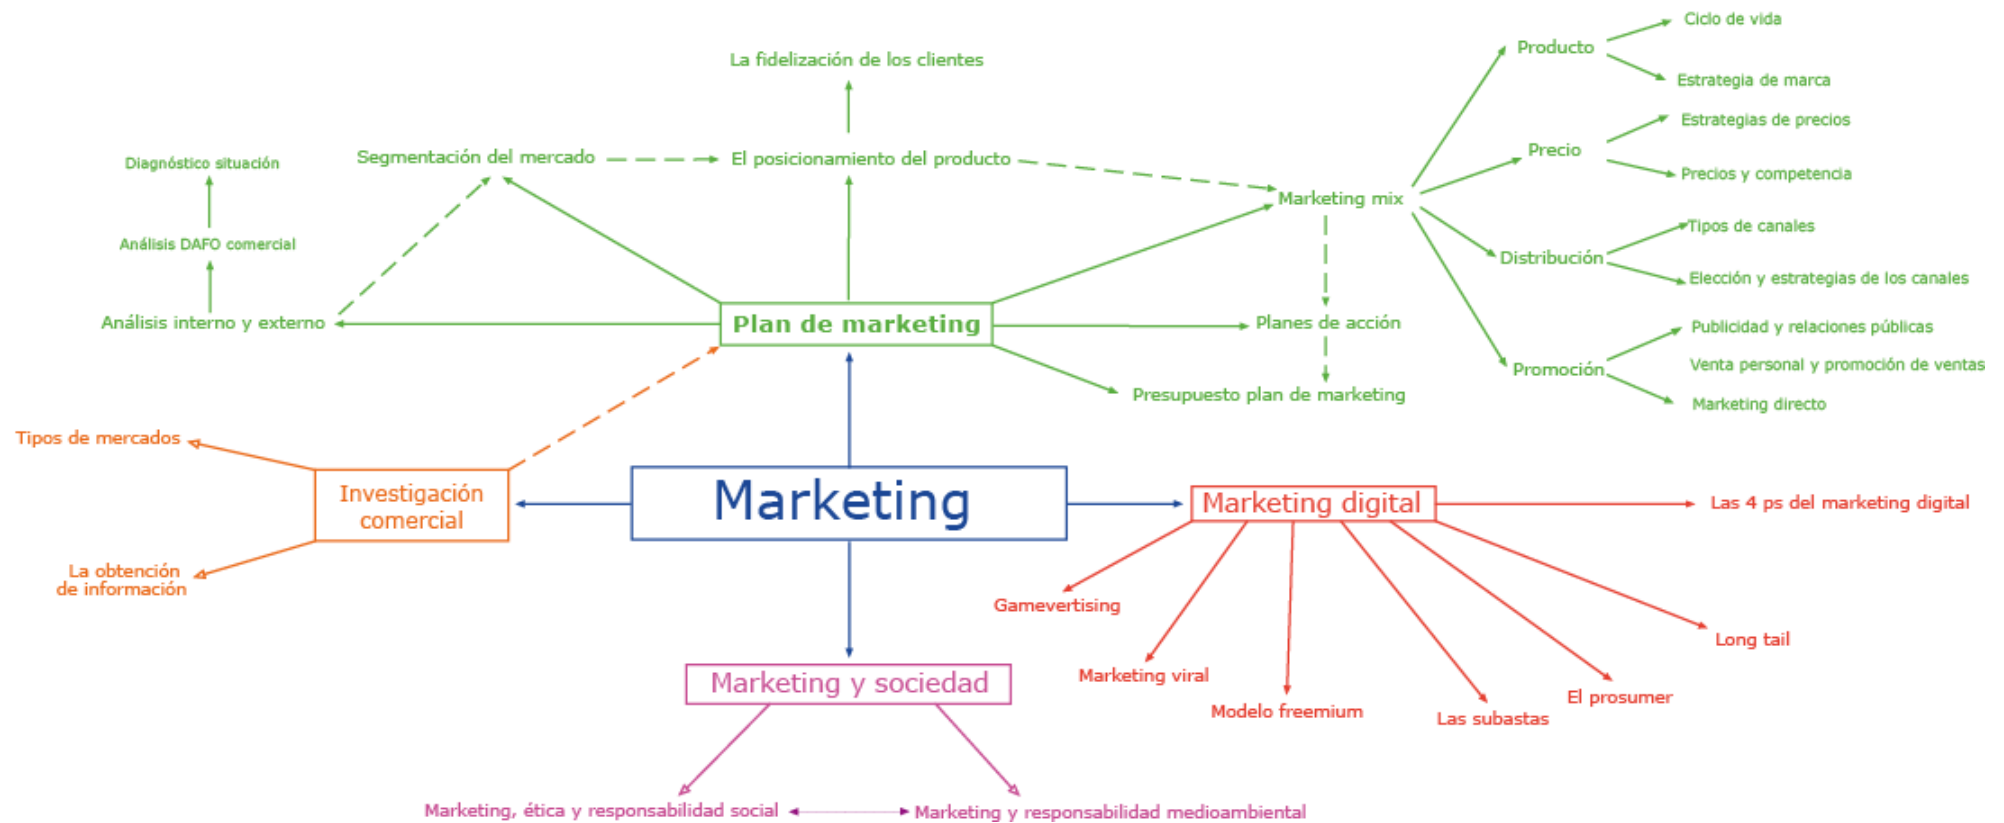 Ciclo de vida
Producto
La fidelización de los clientes
Estrategia de marca
Estrategias de precios
Precio
Diagnóstico situación
Segmentación del mercado
El posicionamiento del producto
Precios y competencia
Marketing mix
Tipos de canales
Análisis DAFO comercial
Distribución
Elección y estrategias de los canales
Análisis interno y externo
Plan de marketing
Planes de acción
Publicidad y relaciones públicas
Venta personal y promoción de ventas
Promoción
Presupuesto plan de marketing
Marketing directo
Tipos de mercados
Investigación
comercial
Marketing
Marketing digital
Las 4 ps del marketing digital
La obtención
de información
Gamevertising
Long tail
Marketing viral
Marketing y sociedad
El prosumer
Modelo freemium
Las subastas
Marketing, ética y responsabilidad social
Marketing y responsabilidad medioambiental